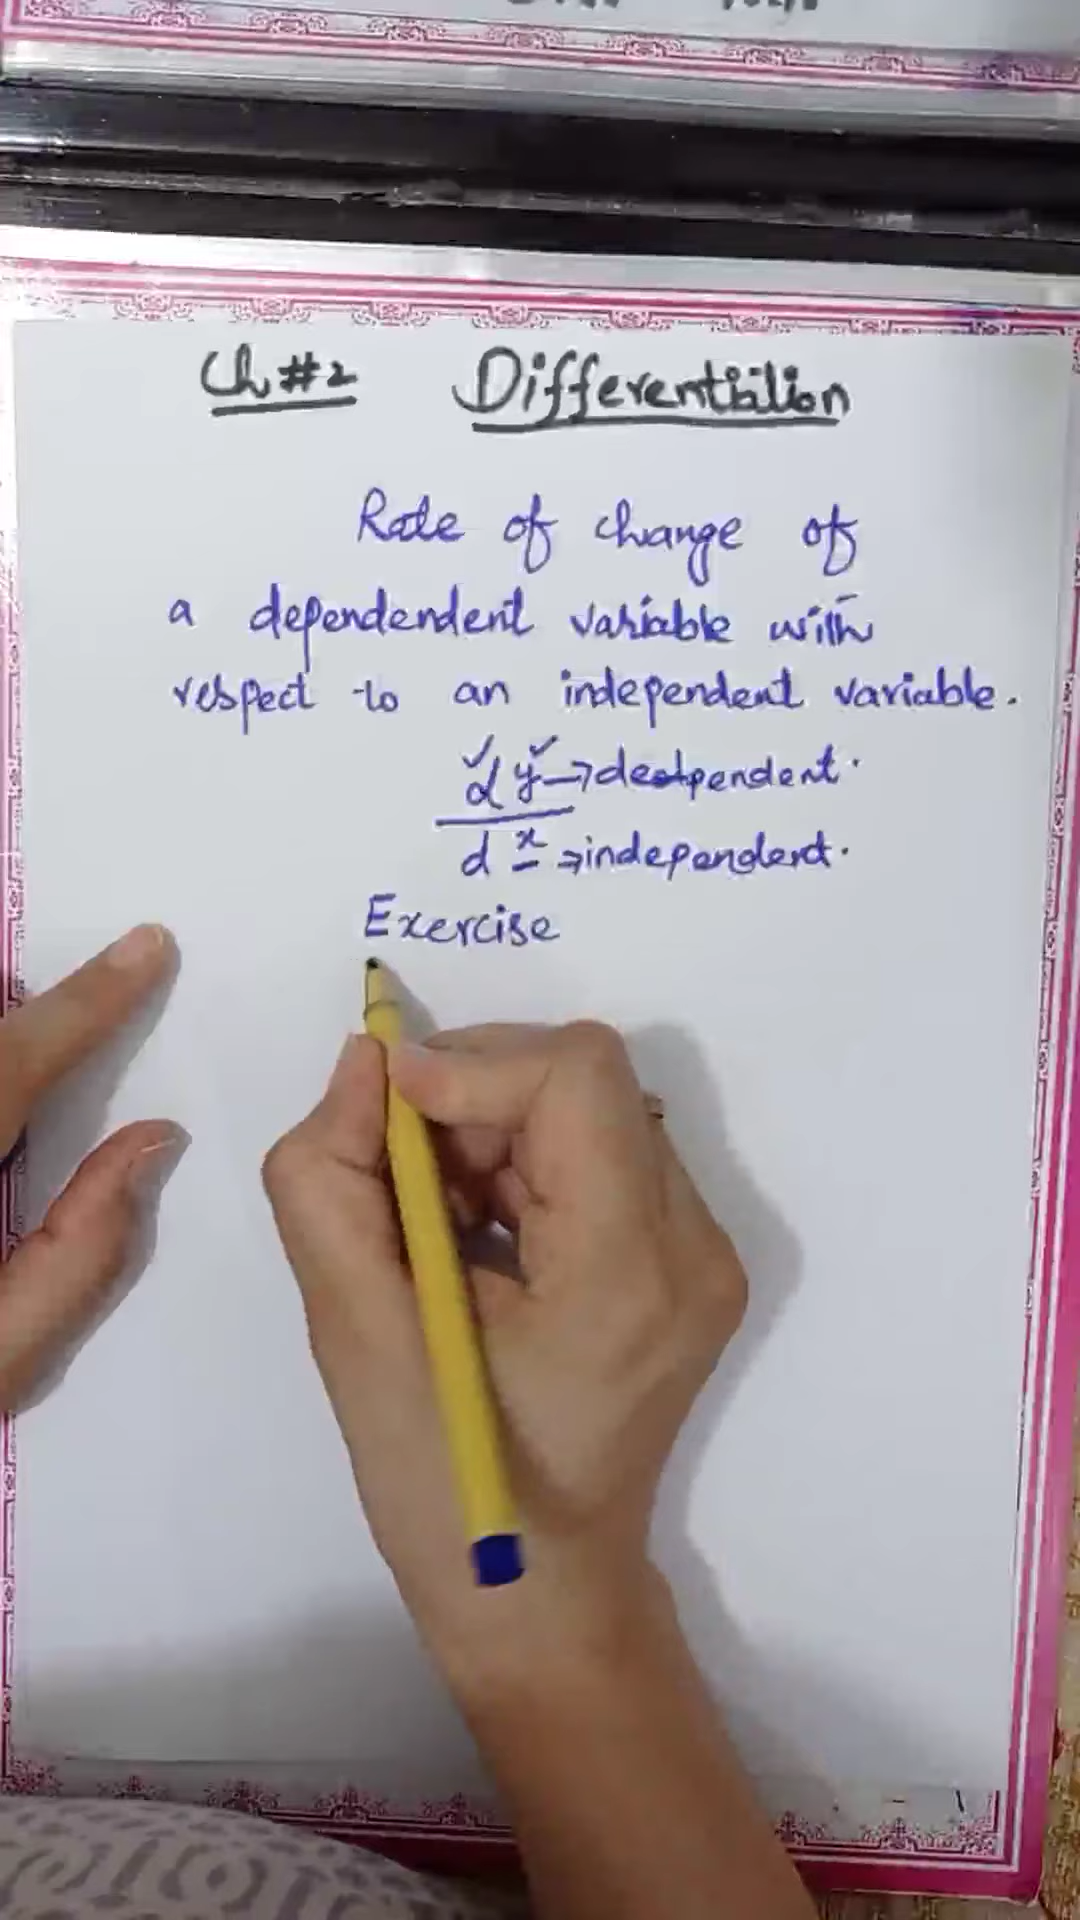 Ch #2 Differentiation
Rate of change of
a dependendent variable with
respect to an independent variable.
dy → dependent.
dx → independent.
Exercise